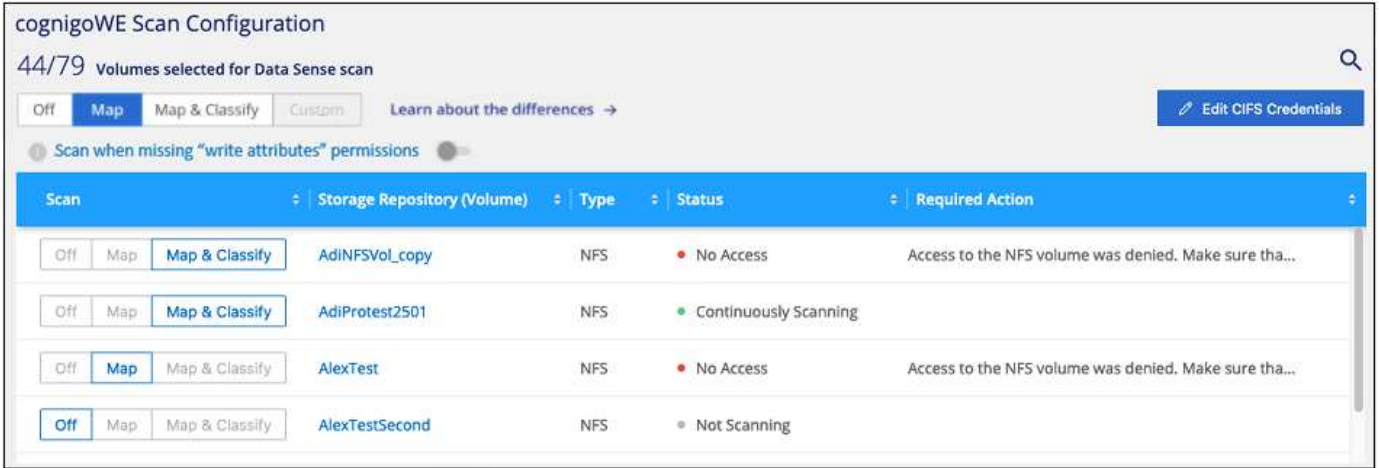 cognigoWE Scan Configuration
44/79 Volumes selected for Data Sense scan
Off Map Map & Classify Custom Learn about the differences → Edit CIFS Credentials
Scan when missing “write attributes” permissions
Scan Storage Repository (Volume) Type Status Required Action
Off Map Map & Classify AdiNFSVol_copy NFS No Access Access to the NFS volume was denied. Make sure tha...
Off Map Map & Classify AdiProtest2501 NFS Continuously Scanning
Off Map Map & Classify AlexTest NFS No Access Access to the NFS volume was denied. Make sure tha...
Off Map Map & Classify AlexTestSecond NFS Not Scanning